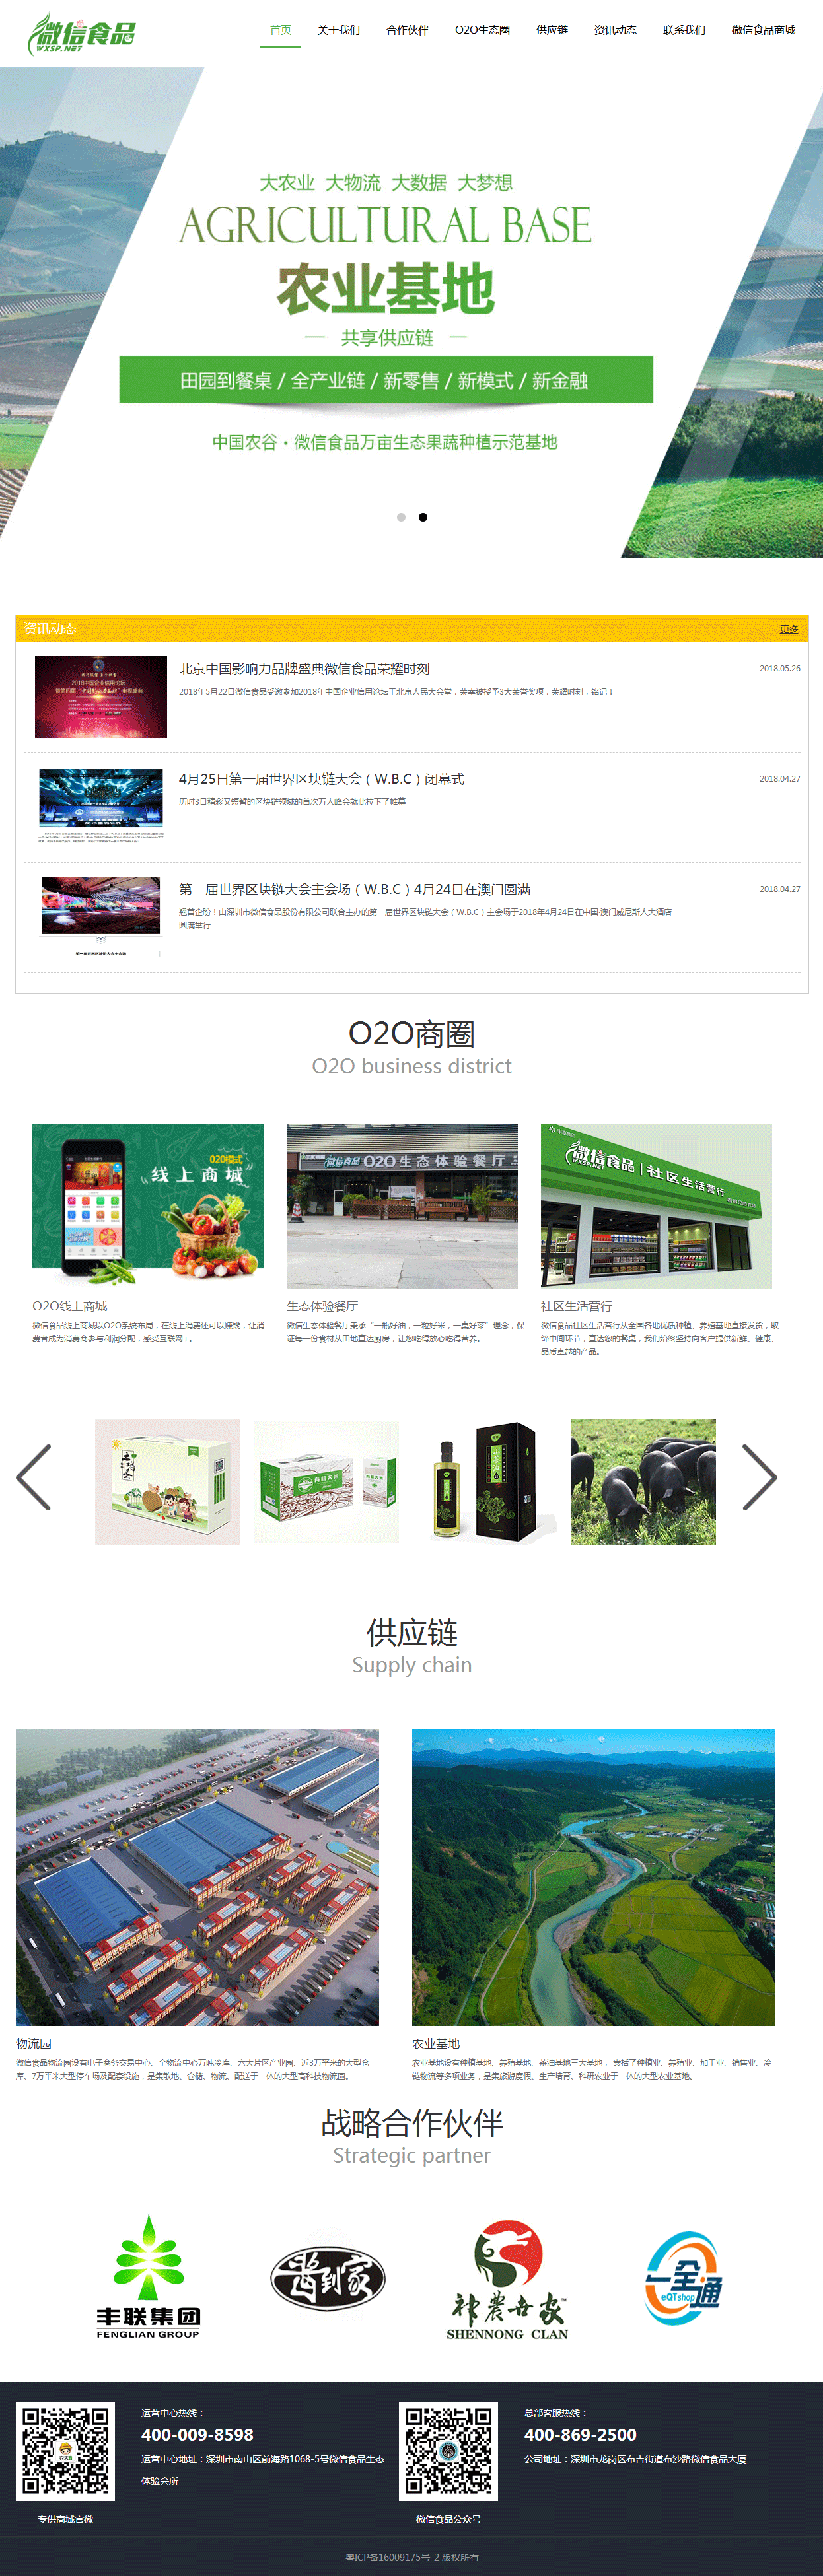 微信食品
WXSP.NET
首页
关于我们
合作伙伴
O2O生态圈
供应链
资讯动态
联系我们
微信食品商城
大农业 大物流 大数据 大梦想
AGRICULTURAL BASE
农业基地
共享供应链
田园到餐桌 / 全产业链 / 新零售 / 新模式 / 新金融
中国农谷·微信食品万亩生态果蔬种植示范基地
资讯动态
更多
北京中国影响力品牌盛典微信食品荣耀时刻
2018.05.26
2018年5月22日微信食品受邀参加2018年中国企业信用论坛于北京人民大会堂，荣幸被授予3大荣誉奖项，荣耀时刻，铭记！
2018中国企业信用论坛
4月25日第一届世界区块链大会（W.B.C）闭幕式
2018.04.27
历时3日精彩又短暂的区块链领域的首次万人峰会就此拉下了帷幕
第一届世界区块链大会主会场（W.B.C）4月24日在澳门圆满
2018.04.27
翘首企盼！由深圳市微信食品股份有限公司联合主办的第一届世界区块链大会（W.B.C）主会场于2018年4月24日在中国·澳门威尼斯人大酒店
圆满举行
O2O商圈
O2O business district
O2O模式
线上商城
微信食品 O2O生态体验餐厅
微信食品 社区生活营行
WXSP.NET
O2O线上商城
微信食品线上商城以O2O系统布局，在线上消费还可以赚钱，让消
费者成为消费商参与利润分配，感受互联网+。
生态体验餐厅
微信生态体验餐厅秉承“一瓶好油，一粒好米，一桌好菜”理念，保
证每一份食材从田地直达厨房，让您吃得放心吃得营养。
社区生活营行
微信食品社区生活营行从全国各地优质种植、养殖基地直接发货，取
缔中间环节，直达您的餐桌，我们始终坚持向客户提供新鲜、健康、
品质卓越的产品。
山茶油
供应链
Supply chain
物流园
微信食品物流园设有电子商务交易中心、全物流中心万吨冷库、六大片区产业园、近3万平米的大型仓
库、7万平米大型停车场及配套设施，是集散地、仓储、物流、配送于一体的大型高科技物流园。
农业基地
农业基地设有种植基地、养殖基地、茶油基地三大基地， 囊括了种植业、养殖业、加工业、销售业、冷
链物流等多项业务，是集旅游度假、生产培育、科研农业于一体的大型农业基地。
战略合作伙伴
Strategic partner
丰联集团
FENGLIAN GROUP
神农吾家
SHENNONG CLAN
一全通
eQTshop
运营中心热线：
400-009-8598
运营中心地址：深圳市南山区前海路1068-5号微信食品生态
体验会所
专供商城官微
总部客服热线：
400-869-2500
公司地址：深圳市龙岗区布吉街道布沙路微信食品大厦
微信食品公众号
粤ICP备16009175号-2 版权所有